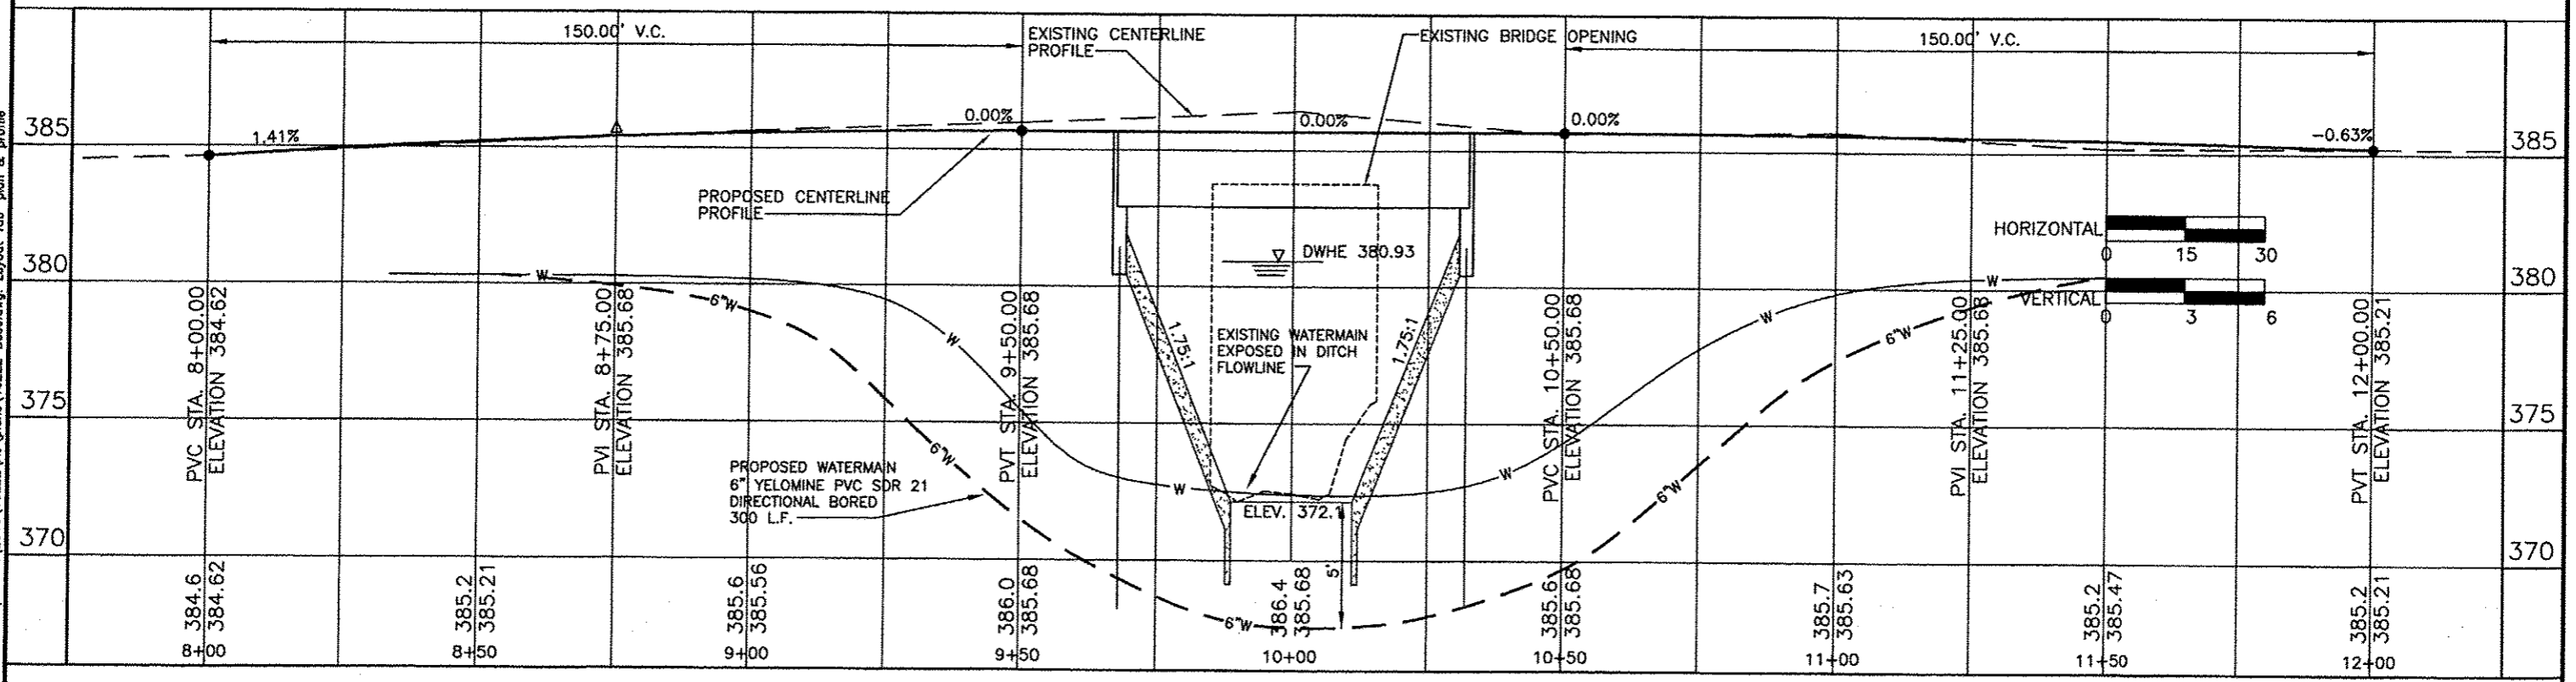 150.00' V.C.
EXISTING CENTERLINE
PROFILE
EXISTING BRIDGE OPENING
150.00' V.C.
385
1.41%
0.00%
0.00%
0.00%
-0.63%
385
PROPOSED CENTERLINE
PROFILE
HORIZONTAL
0 15 30
VERTICAL
0 3 6
DWHE 380.93
380
380
W
6"W
W
W
W
6"W
1.75:1
1.75:1
EXISTING WATERMAIN
EXPOSED IN DITCH
FLOWLINE
PVC STA. 8+00.00
ELEVATION 384.62
PVI STA. 8+75.00
ELEVATION 385.68
PVT STA. 9+50.00
ELEVATION 385.68
PVC STA. 10+50.00
ELEVATION 385.68
PVI STA. 11+25.00
ELEVATION 385.68
PVT STA. 12+00.00
ELEVATION 385.21
375
375
6"W
W
W
6"W
PROPOSED WATERMAIN
6" YELOMINE PVC SDR 21
DIRECTIONAL BORED
300 L.F.
ELEV. 372.1
370
370
5'
6"W
384.6
384.62
385.2
385.21
385.6
385.56
386.0
385.68
386.4
385.68
385.6
385.68
385.7
385.63
385.2
385.47
385.2
385.21
8+00
8+50
9+00
9+50
10+00
10+50
11+00
11+50
12+00